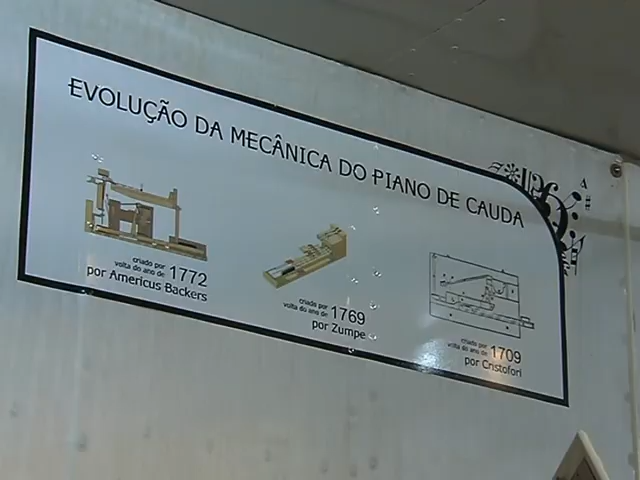 EVOLUÇÃO DA MECÂNICA DO PIANO DE CAUDA
criado por
volta do ano de 1772
por Americus Backers
criado por
volta do ano de 1769
por Zumpe
criado por
volta do ano de 1709
por Cristofori